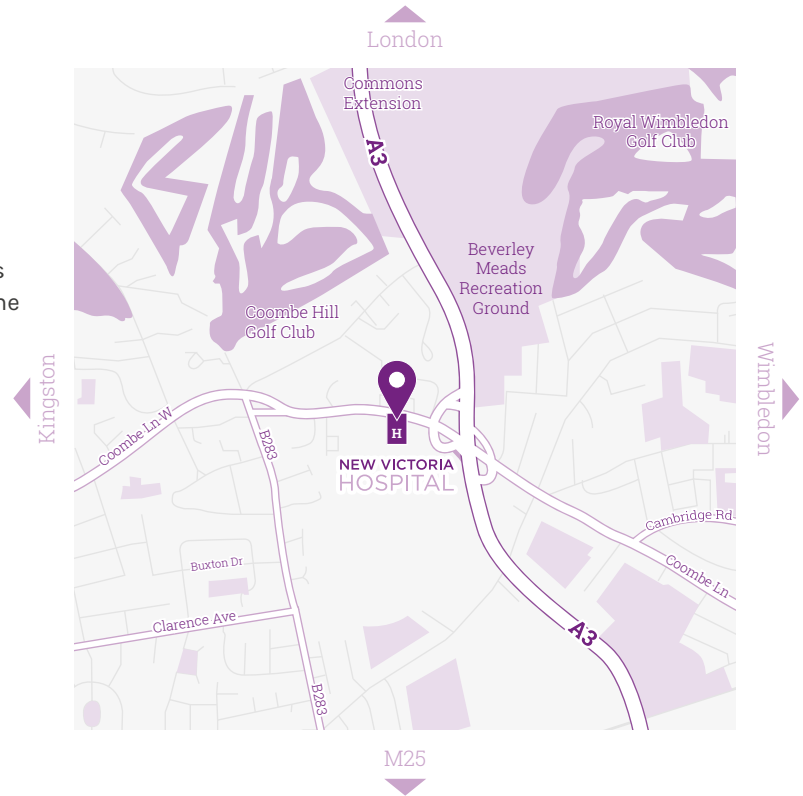 London
Commons
Extension
A3
Royal Wimbledon
Golf Club
Beverley
Meads
Recreation
Ground
s
ne
Coombe Hill
Golf Club
Kingston
Wimbledon
Coombe Ln W
B283
H
NEW VICTORIA
HOSPITAL
Cambridge Rd
Coombe Ln
Buxton Dr
Clarence Ave
A3
B283
M25